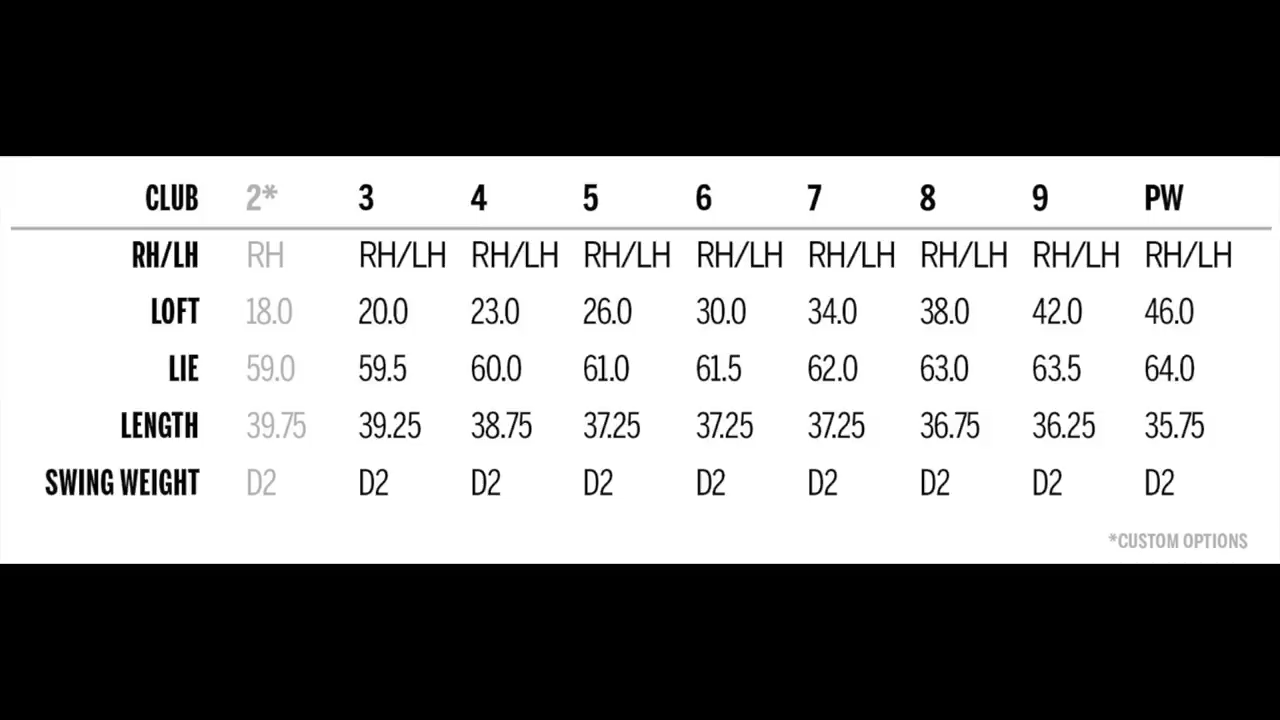 CLUB 2* 3 4 5 6 7 8 9 PW
RH/LH RH RH/LH RH/LH RH/LH RH/LH RH/LH RH/LH RH/LH RH/LH
LOFT 18.0 20.0 23.0 26.0 30.0 34.0 38.0 42.0 46.0
LIE 59.0 59.5 60.0 61.0 61.5 62.0 63.0 63.5 64.0
LENGTH 39.75 39.25 38.75 37.25 37.25 37.25 36.75 36.25 35.75
SWING WEIGHT D2 D2 D2 D2 D2 D2 D2 D2 D2
*CUSTOM OPTIONS